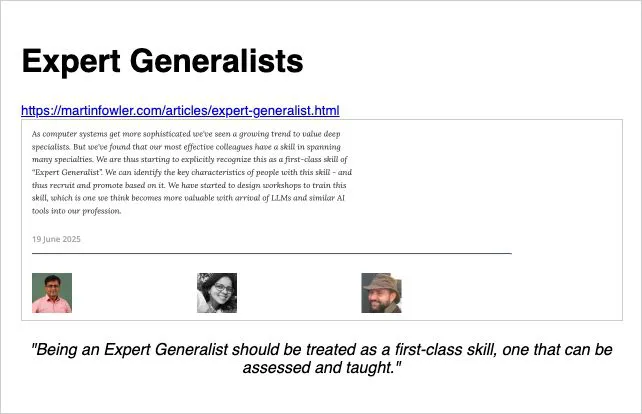 Expert Generalists
https://martinfowler.com/articles/expert-generalist.html
As computer systems get more sophisticated we've seen a growing trend to value deep
specialists. But we've found that our most effective colleagues have a skill in spanning
many specialties. We are thus starting to explicitly recognize this as a first-class skill of
"Expert Generalist". We can identify the key characteristics of people with this skill - and
thus recruit and promote based on it. We have started to design workshops to train this
skill, which is one we think becomes more valuable with arrival of LLMs and similar AI
tools into our profession.
19 June 2025
"Being an Expert Generalist should be treated as a first-class skill, one that can be
assessed and taught."